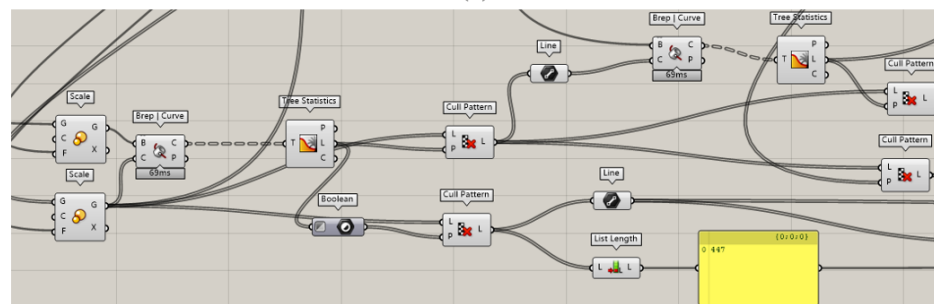 Brep | Curve
Tree Statistics
Line
B C
C P
69ms
T P
L
C
Cull Pattern
L L
P
Scale
G G
C
F X
Brep | Curve
B C
C P
69ms
Tree Statistics
T P
L
C
Cull Pattern
L L
P
Cull Pattern
L L
P
Scale
G G
C
F X
Boolean
Cull Pattern
L L
P
Line
List Length
L L
{0;0;0}
0 447